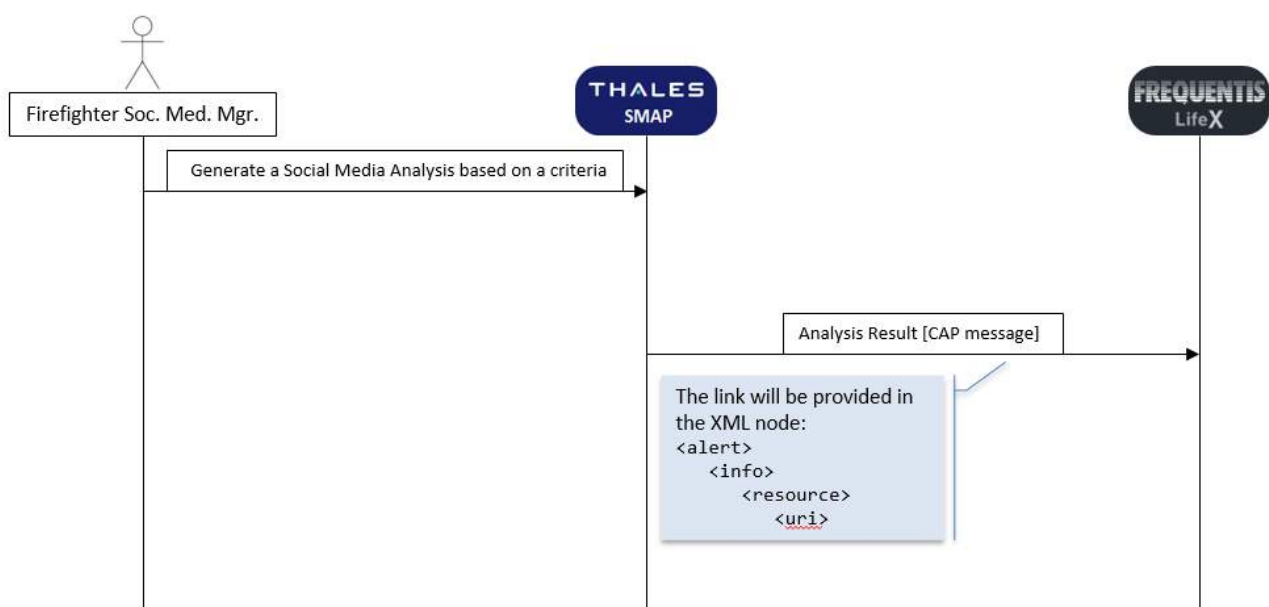 Firefighter Soc. Med. Mgr.
THALES
SMAP
FREQUENTIS
LifeX
Generate a Social Media Analysis based on a criteria
Analysis Result [CAP message]
The link will be provided in
the XML node:
<alert>
<info>
<resource>
<uri>